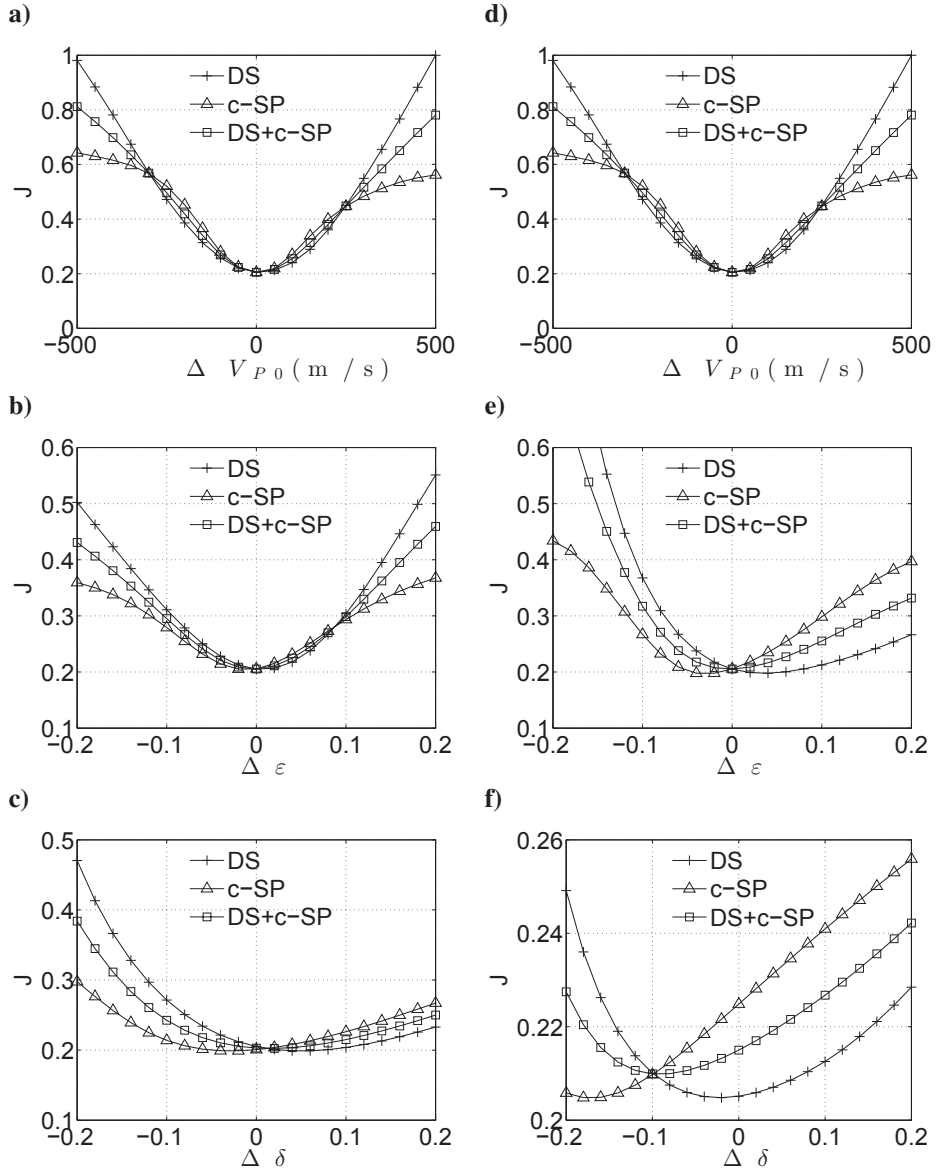 a)
1
0.8
0.6
0.4
0.2
0
J
DS
c-SP
DS+c-SP
-500 0 500
Δ V P 0 ( m / s )
d)
1
0.8
0.6
0.4
0.2
0
J
DS
c-SP
DS+c-SP
-500 0 500
Δ V P 0 ( m / s )
b)
0.6
0.5
0.4
0.3
0.2
0.1
J
DS
c-SP
DS+c-SP
-0.2 -0.1 0 0.1 0.2
Δ ε
e)
0.6
0.5
0.4
0.3
0.2
0.1
J
DS
c-SP
DS+c-SP
-0.2 -0.1 0 0.1 0.2
Δ ε
c)
0.5
0.4
0.3
0.2
0.1
J
DS
c-SP
DS+c-SP
-0.2 -0.1 0 0.1 0.2
Δ δ
f)
0.26
0.24
0.22
0.2
J
DS
c-SP
DS+c-SP
-0.2 -0.1 0 0.1 0.2
Δ δ